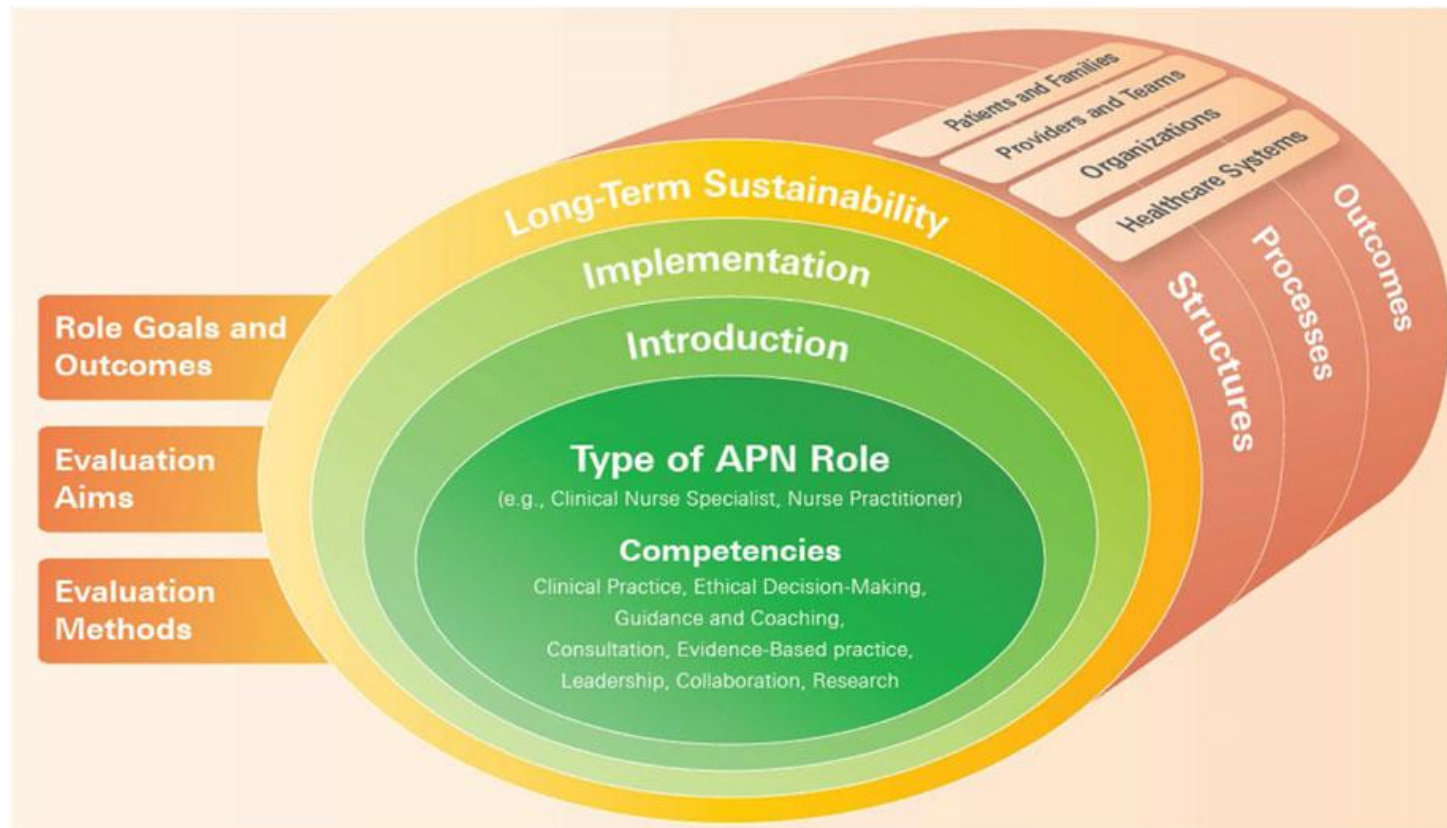 Role Goals and
Outcomes
Evaluation
Aims
Evaluation
Methods
Long-Term Sustainability
Implementation
Introduction
Type of APN Role
(e.g., Clinical Nurse Specialist, Nurse Practitioner)
Competencies
Clinical Practice, Ethical Decision-Making,
Guidance and Coaching,
Consultation, Evidence-Based practice,
Leadership, Collaboration, Research
Patients and Families
Providers and Teams
Organizations
Healthcare Systems
Structures
Processes
Outcomes